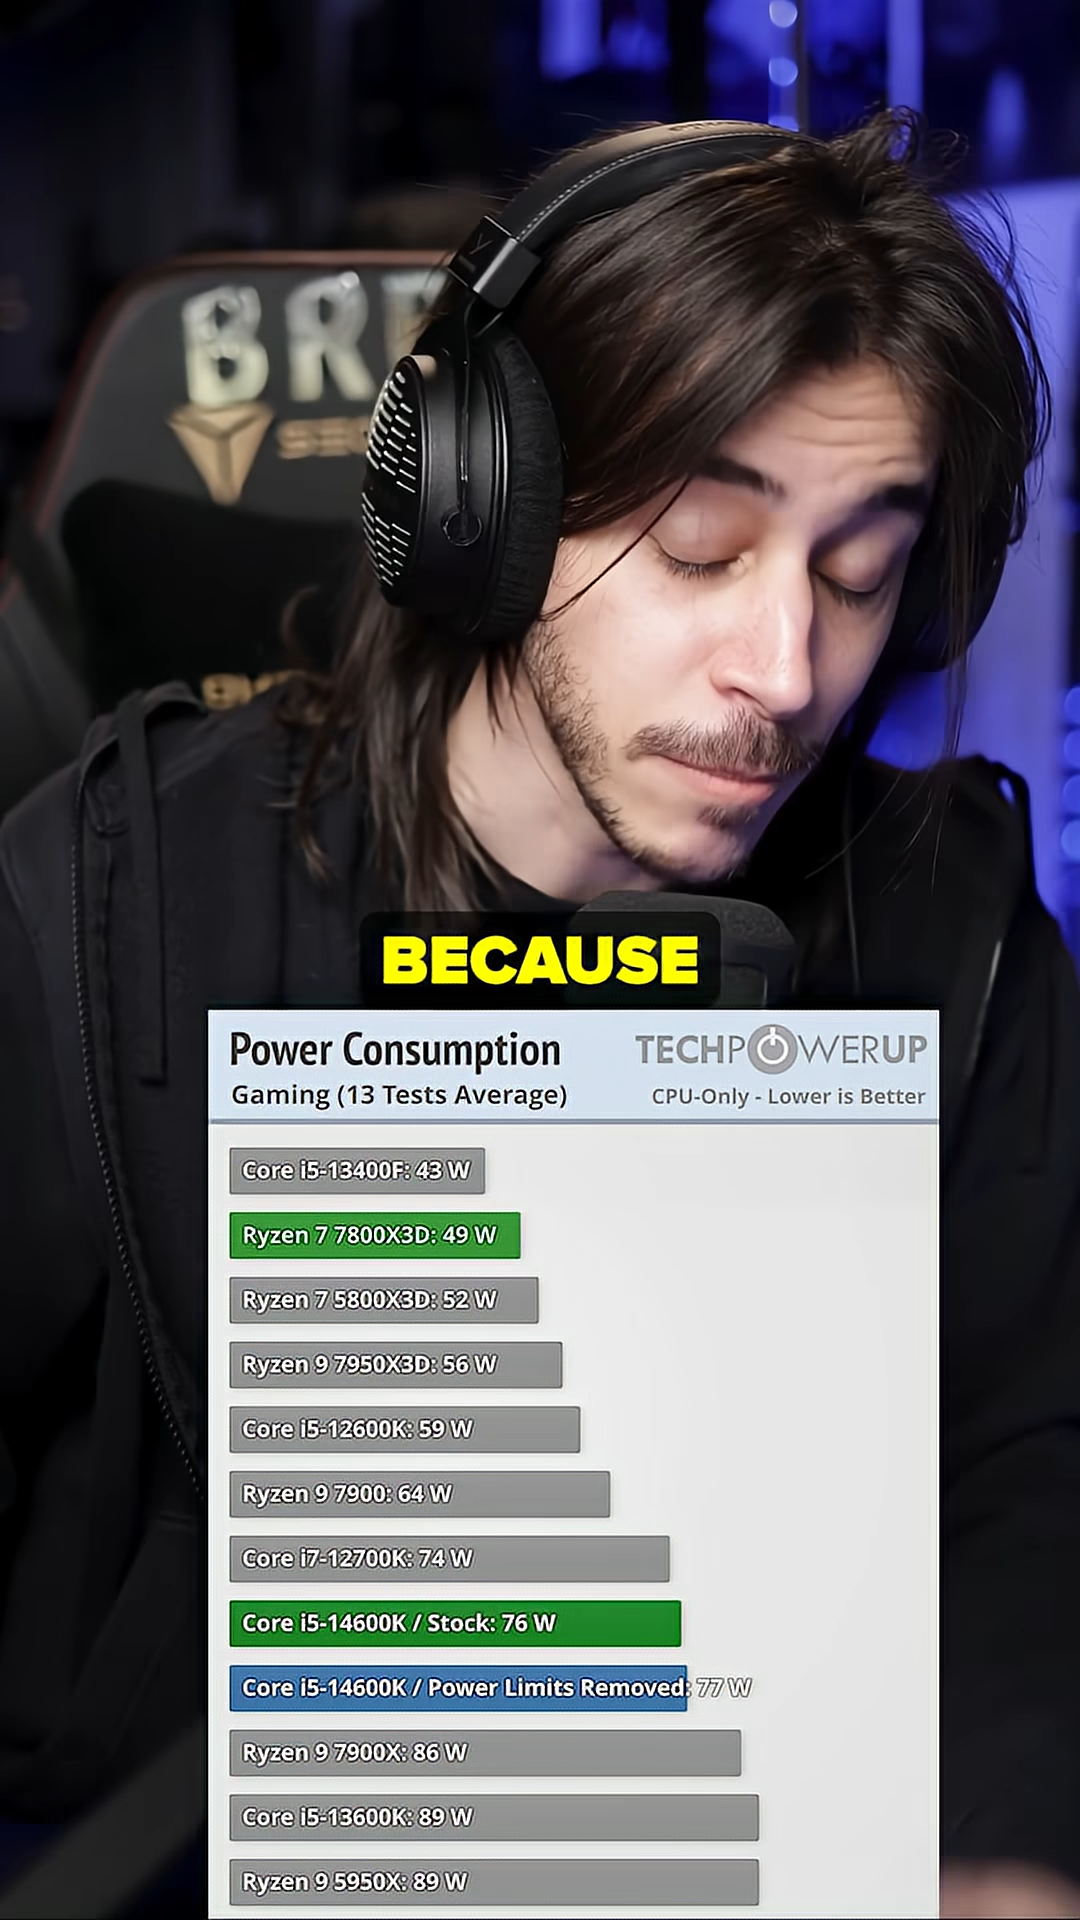 BRE
BECAUSE
Power Consumption
TECHPOWERUP
Gaming (13 Tests Average)
CPU-Only - Lower is Better
Core i5-13400F: 43 W
Ryzen 7 7800X3D: 49 W
Ryzen 7 5800X3D: 52 W
Ryzen 9 7950X3D: 56 W
Core i5-12600K: 59 W
Ryzen 9 7900: 64 W
Core i7-12700K: 74 W
Core i5-14600K / Stock: 76 W
Core i5-14600K / Power Limits Removed: 77 W
Ryzen 9 7900X: 86 W
Core i5-13600K: 89 W
Ryzen 9 5950X: 89 W